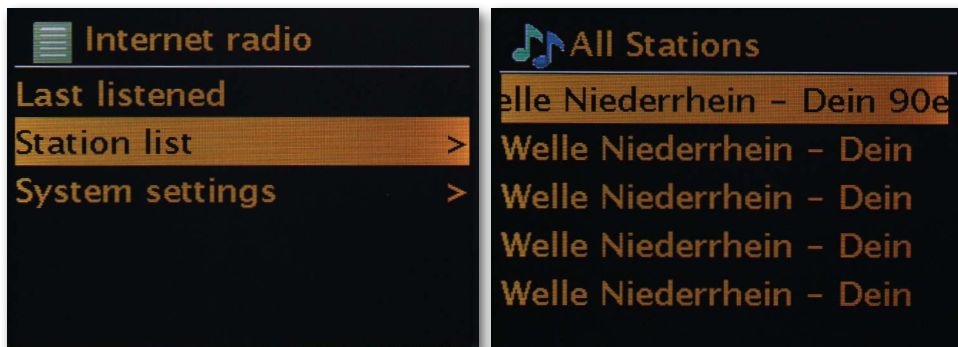 Internet radio
Last listened
Station list >
System settings >
All Stations
elle Niederrhein – Dein 90e
Welle Niederrhein – Dein
Welle Niederrhein – Dein
Welle Niederrhein – Dein
Welle Niederrhein – Dein